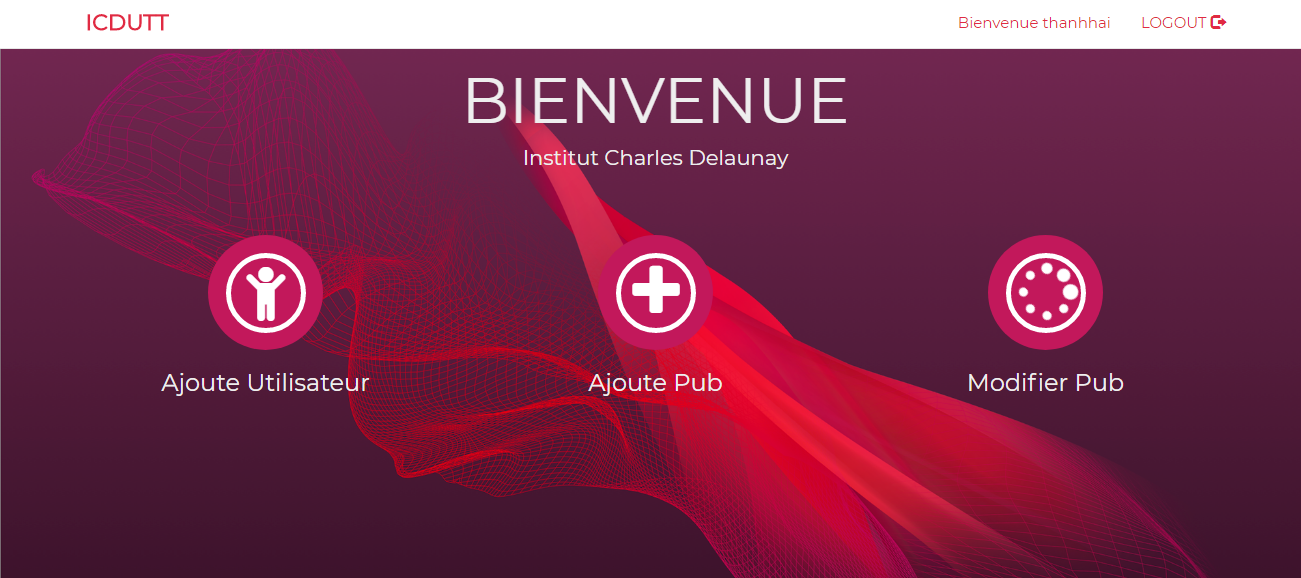 ICDUTT
Bienvenue thanhhai
LOGOUT
BIENVENUE
Institut Charles Delaunay
Ajoute Utilisateur
Ajoute Pub
Modifier Pub